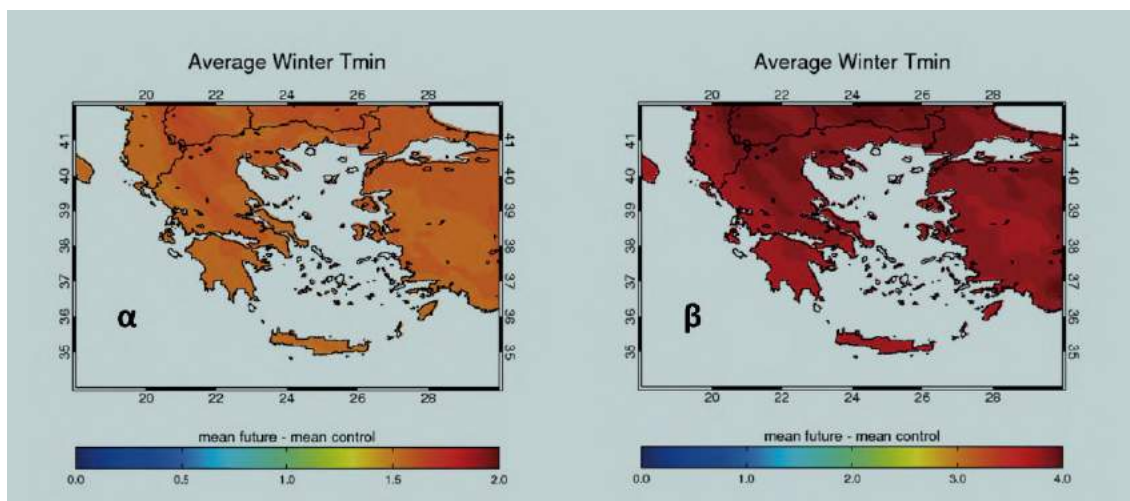 Average Winter Tmin
20 22 24 26 28
41 41
40 40
39 39
38 38
37 37
36 36
35 35
α
20 22 24 26 28
mean future - mean control
0.0 0.5 1.0 1.5 2.0
Average Winter Tmin
20 22 24 26 28
41 41
40 40
39 39
38 38
37 37
36 36
35 35
β
20 22 24 26 28
mean future - mean control
0.0 1.0 2.0 3.0 4.0